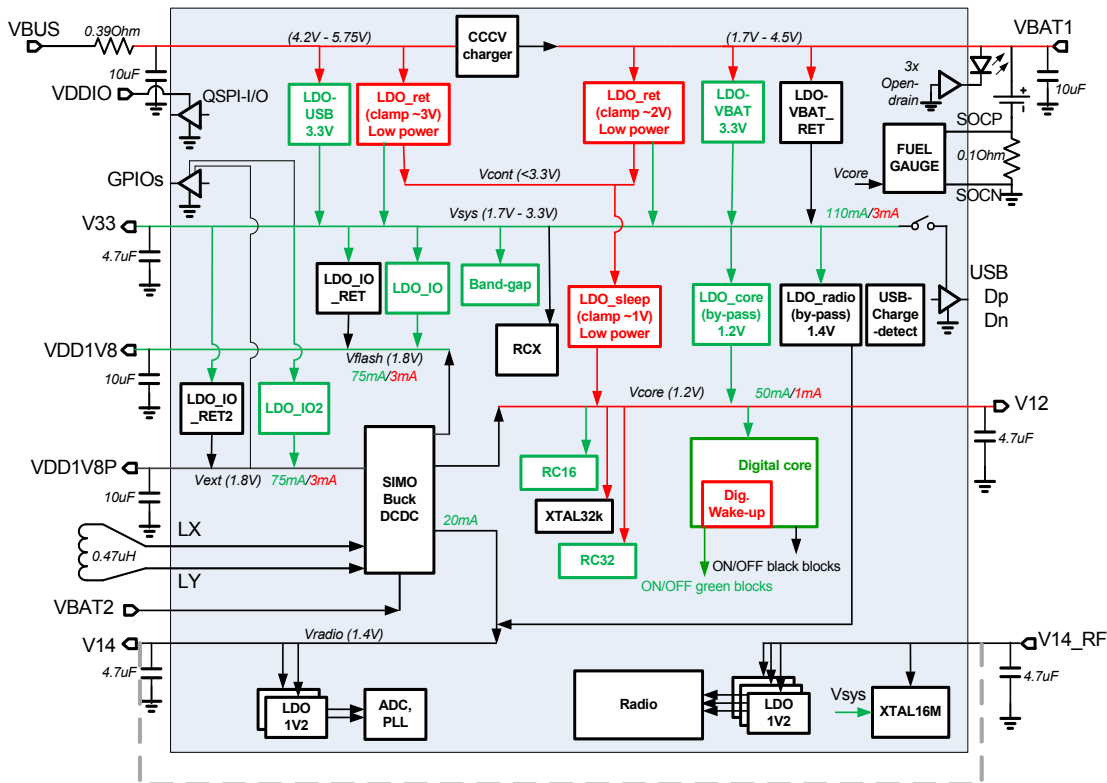 VBUS
0.39Ohm
(4.2V - 5.75V)
CCCV
charger
(1.7V - 4.5V)
VBAT1
10uF
VDDIO
QSPI-I/O
LDO-
USB
3.3V
LDO_ret
(clamp ~3V)
Low power
LDO_ret
(clamp ~2V)
Low power
LDO-
VBAT
3.3V
LDO-
VBAT
_RET
3x
Open-
drain
10uF
+
-
SOCP
FUEL
GAUGE
0.1Ohm
Vcore
SOCN
GPIOs
Vcont (<3.3V)
V33
Vsys (1.7V - 3.3V)
110mA/3mA
4.7uF
LDO_IO
_RET
LDO_IO
Band-gap
LDO_sleep
(clamp ~1V)
Low power
LDO_core
(by-pass)
1.2V
LDO_radio
(by-pass)
1.4V
USB-
Charge
-detect
USB
Dp
Dn
RCX
VDD1V8
Vflash (1.8V)
75mA/3mA
10uF
LDO_IO
_RET2
LDO_IO2
Vcore (1.2V)
50mA/1mA
V12
4.7uF
VDD1V8P
Vext (1.8V)
75mA/3mA
SIMO
Buck
DCDC
RC16
Digital core
Dig.
Wake-up
XTAL32k
10uF
20mA
LX
0.47uH
LY
RC32
ON/OFF black blocks
ON/OFF green blocks
VBAT2
V14
Vradio (1.4V)
V14_RF
4.7uF
4.7uF
LDO
1V2
ADC,
PLL
Radio
LDO
1V2
Vsys
XTAL16M